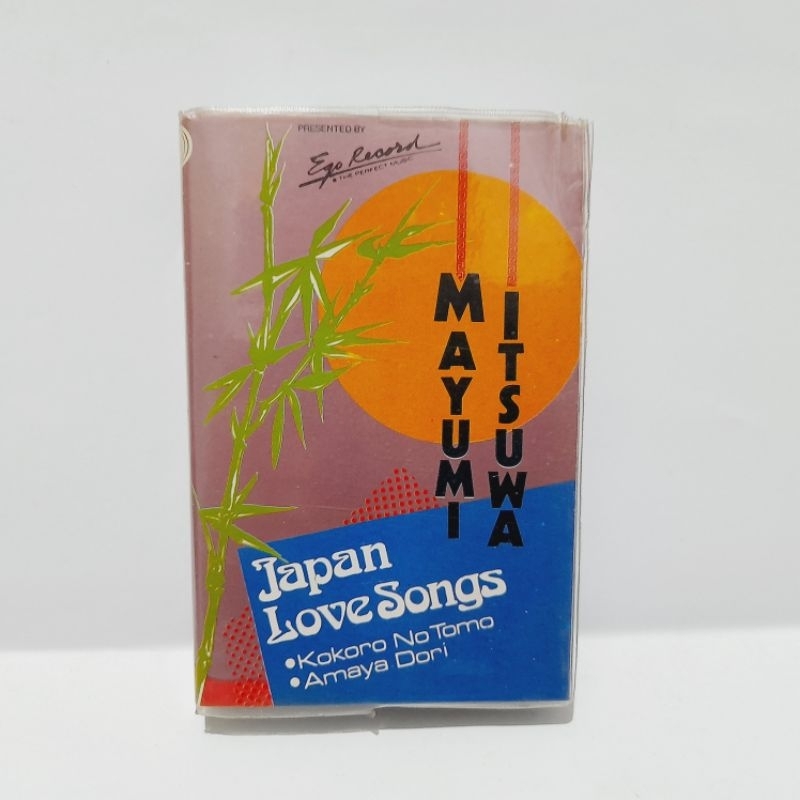 PRESENTED BY
Ego Record
• THE PERFECT MUSIC
MAYUMI
ITSUWA
Japan
Love Songs
• Kokoro No Tomo
• Amaya Dori